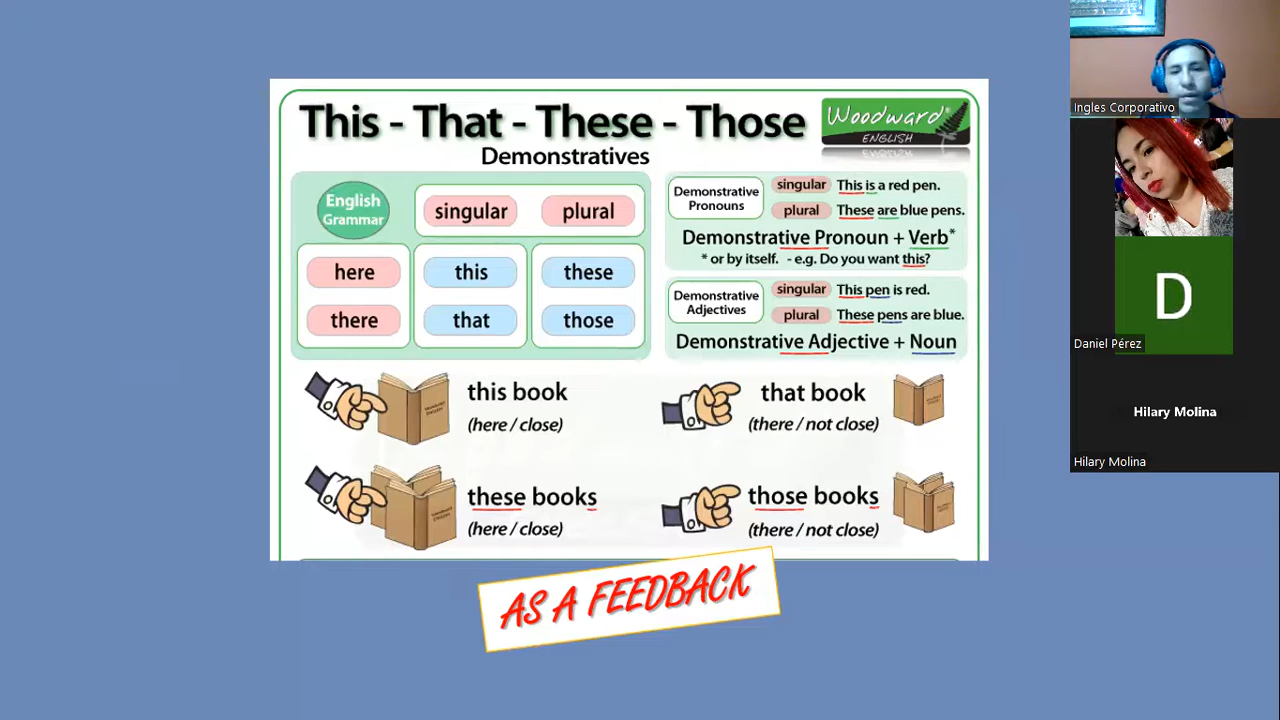 This - That - These - Those
Demonstratives
Woodward®
ENGLISH
English
Grammar
singular plural
here this these
there that those
Demonstrative
Pronouns
singular This is a red pen.
plural These are blue pens.
Demonstrative Pronoun + Verb*
* or by itself. - e.g. Do you want this?
Demonstrative
Adjectives
singular This pen is red.
plural These pens are blue.
Demonstrative Adjective + Noun
this book
(here / close)
that book
(there / not close)
these books
(here / close)
those books
(there / not close)
AS A FEEDBACK
Ingles Corporativo
D
Daniel Pérez
Hilary Molina
Hilary Molina